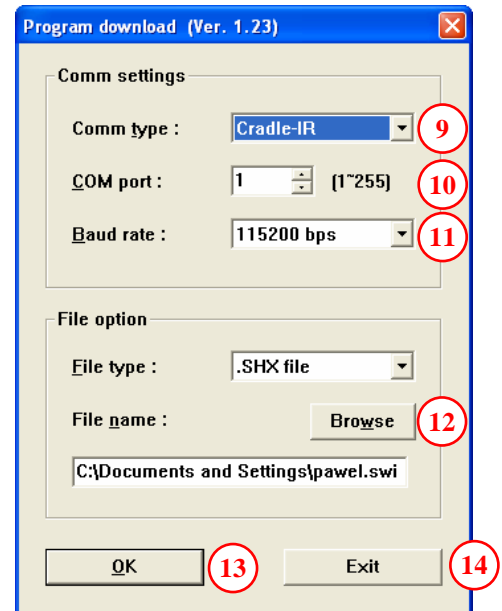 Program download (Ver. 1.23)
Comm settings
Comm type : Cradle-IR 9
COM port : 1 (1~255) 10
Baud rate : 115200 bps 11
File option
File type : .SHX file
File name : Browse 12
C:\Documents and Settings\pawel.swi
OK 13 Exit 14